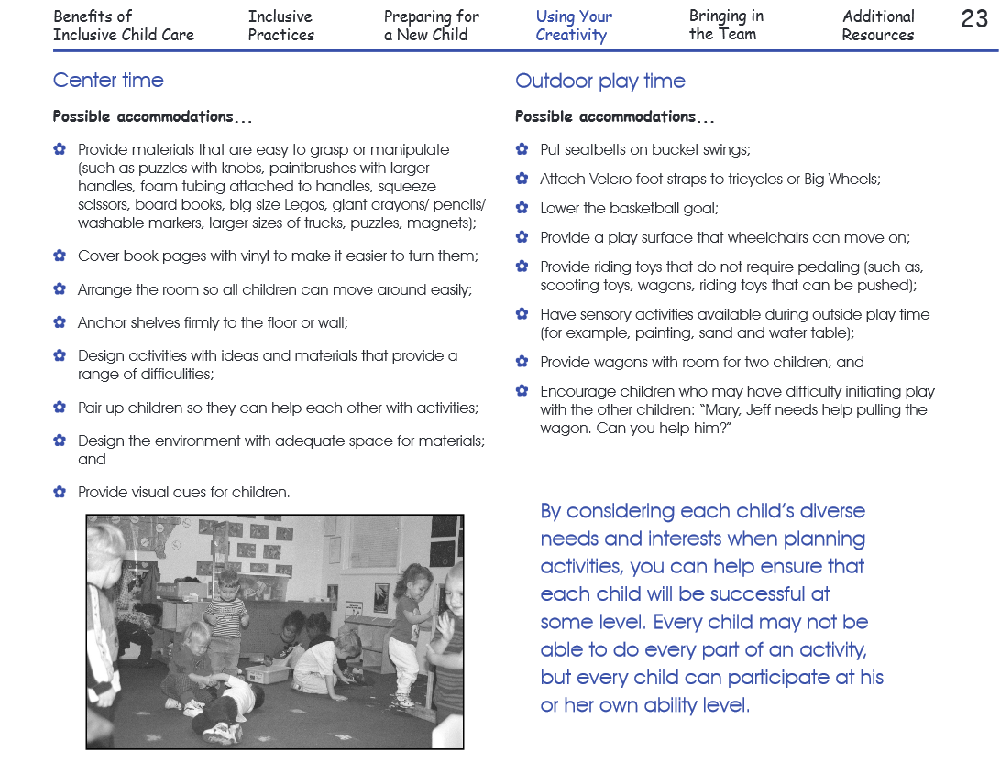 Benefits of
Inclusive Child Care
Inclusive
Practices
Preparing for
a New Child
Using Your
Creativity
Bringing in
the Team
Additional
Resources
23
Center time
Possible accommodations...
Provide materials that are easy to grasp or manipulate
(such as puzzles with knobs, paintbrushes with larger
handles, foam tubing attached to handles, squeeze
scissors, board books, big size Legos, giant crayons/ pencils/
washable markers, larger sizes of trucks, puzzles, magnets);
Cover book pages with vinyl to make it easier to turn them;
Arrange the room so all children can move around easily;
Anchor shelves firmly to the floor or wall;
Design activities with ideas and materials that provide a
range of difficulities;
Pair up children so they can help each other with activities;
Design the environment with adequate space for materials;
and
Provide visual cues for children.
Outdoor play time
Possible accommodations...
Put seatbelts on bucket swings;
Attach Velcro foot straps to tricycles or Big Wheels;
Lower the basketball goal;
Provide a play surface that wheelchairs can move on;
Provide riding toys that do not require pedaling (such as,
scooting toys, wagons, riding toys that can be pushed);
Have sensory activities available during outside play time
(for example, painting, sand and water table);
Provide wagons with room for two children; and
Encourage children who may have difficulty initiating play
with the other children: “Mary, Jeff needs help pulling the
wagon. Can you help him?”
By considering each child’s diverse
needs and interests when planning
activities, you can help ensure that
each child will be successful at
some level. Every child may not be
able to do every part of an activity,
but every child can participate at his
or her own ability level.